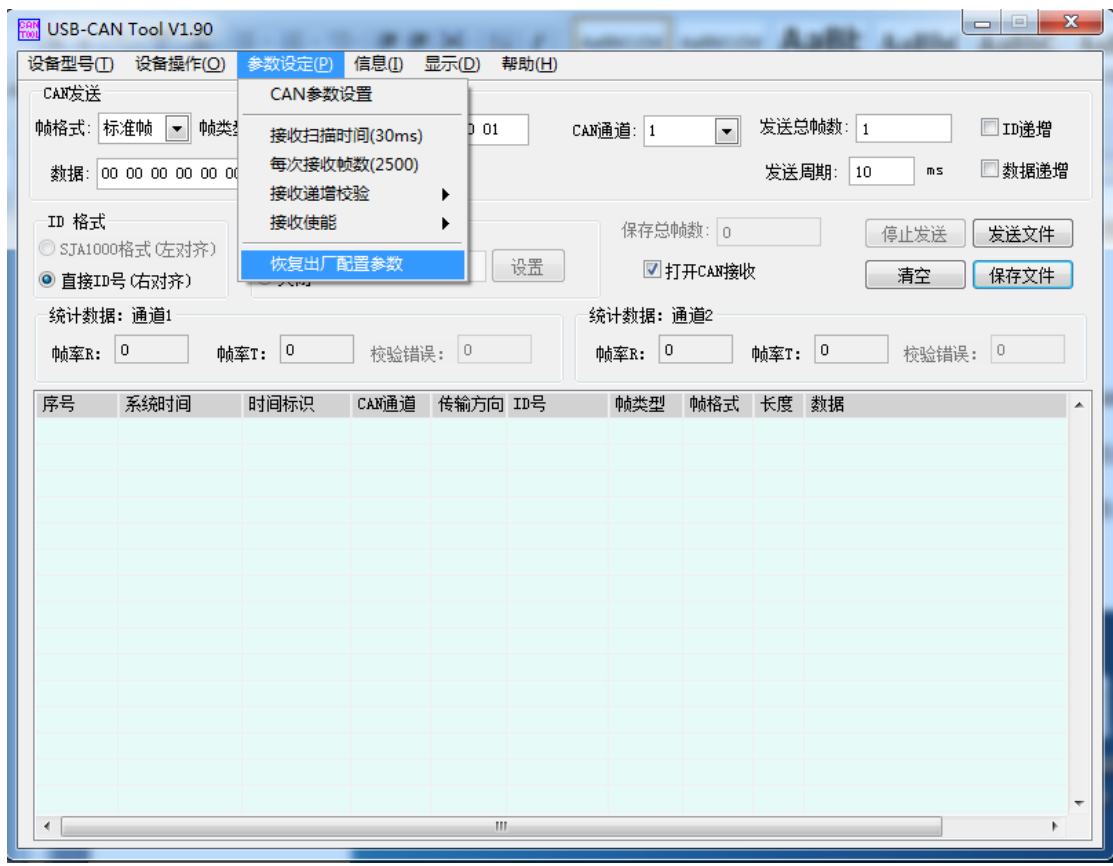 CAN TOOL USB-CAN Tool V1.90
设备型号(T) 设备操作(O) 参数设定(P) 信息(I) 显示(D) 帮助(H)
CAN发送
CAN参数设置
帧格式: 标准帧 帧类 01 CAN通道: 1 发送总帧数: 1 ID递增
接收扫描时间(30ms)
每次接收帧数(2500)
数据: 00 00 00 00 00 发送周期: 10 ms 数据递增
接收递增校验
ID 格式
接收使能
保存总帧数: 0 停止发送 发送文件
SJA1000格式(左对齐)
恢复出厂配置参数
设置 打开CAN接收 清空 保存文件
直接ID号(右对齐)
统计数据: 通道1 统计数据: 通道2
帧率R: 0 帧率T: 0 校验错误: 0 帧率R: 0 帧率T: 0 校验错误: 0
序号 系统时间 时间标识 CAN通道 传输方向 ID号 帧类型 帧格式 长度 数据